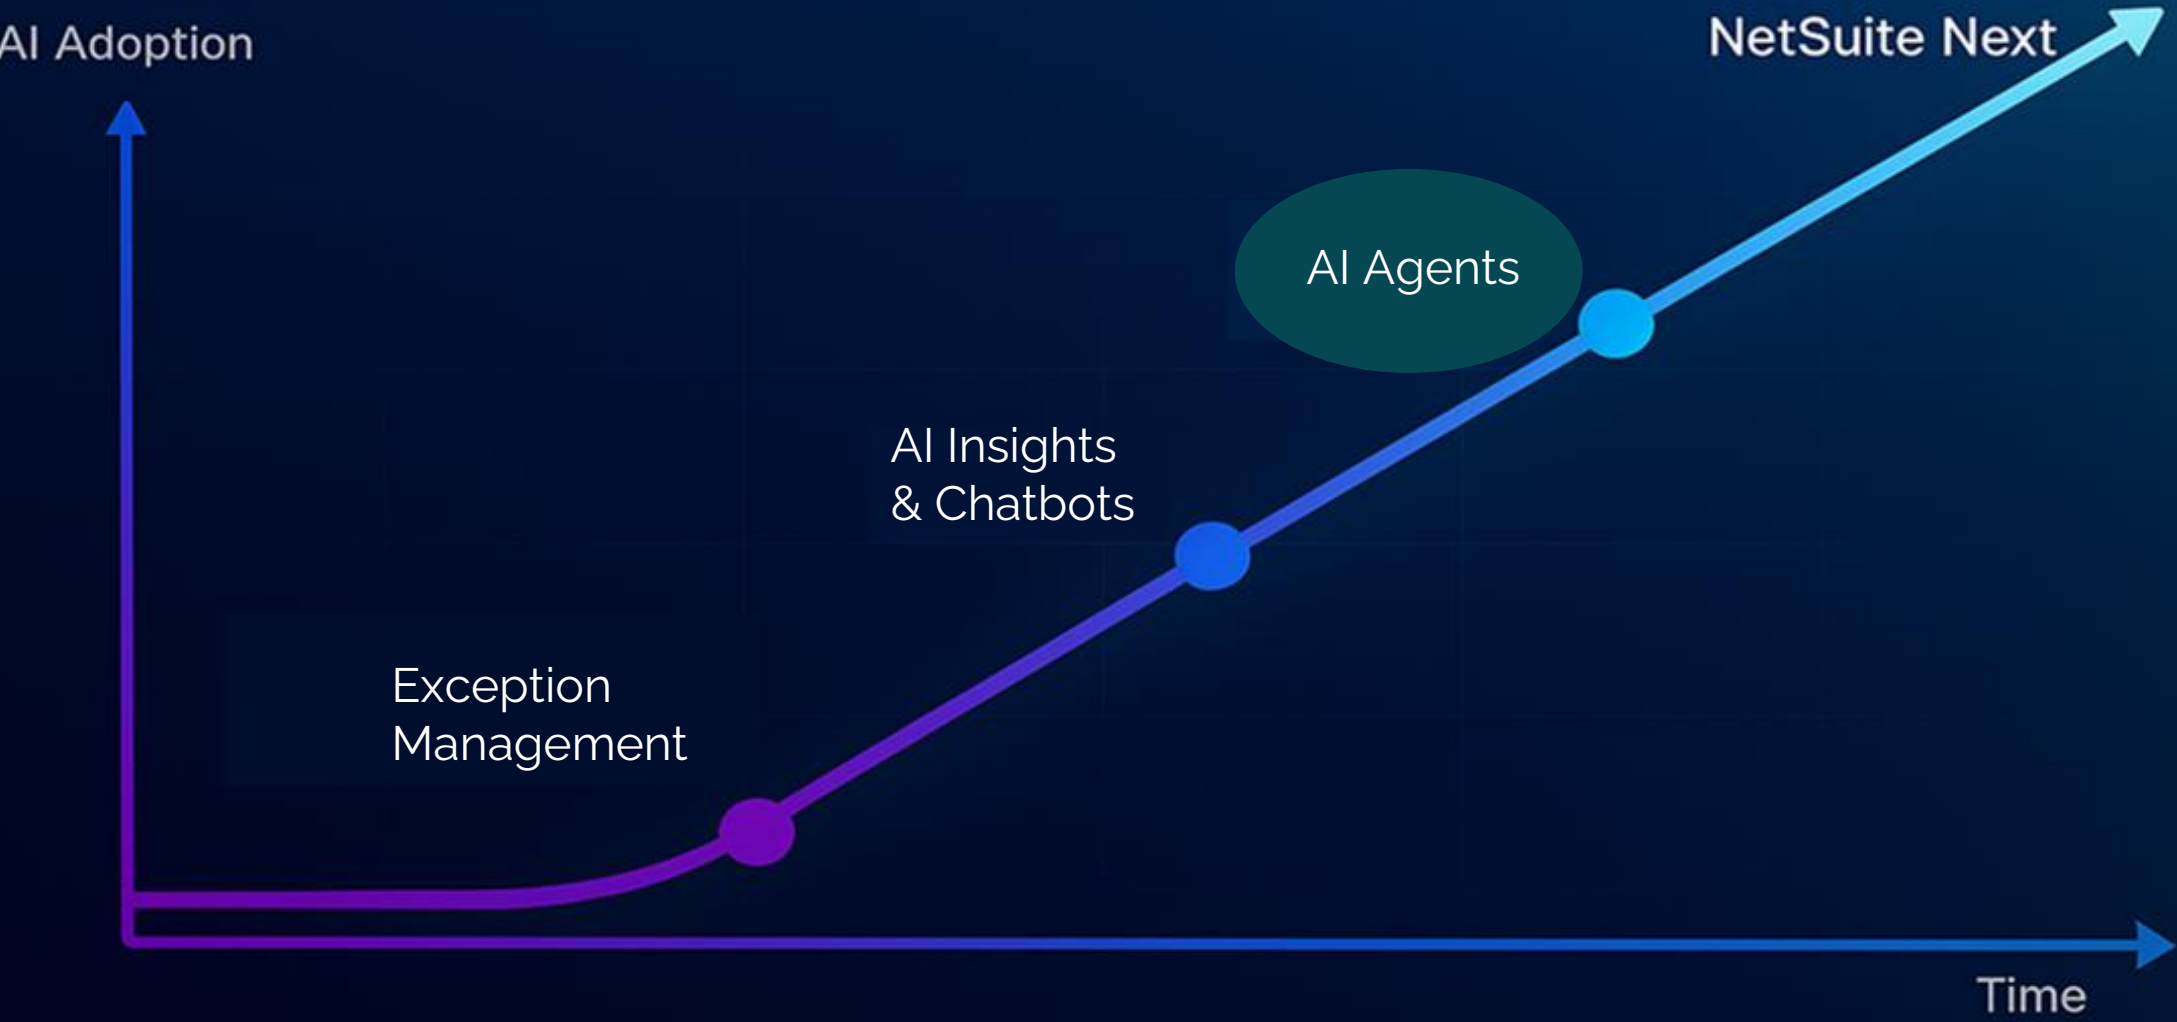 AI Adoption
NetSuite Next
AI Agents
AI Insights
& Chatbots
Exception
Management
Time